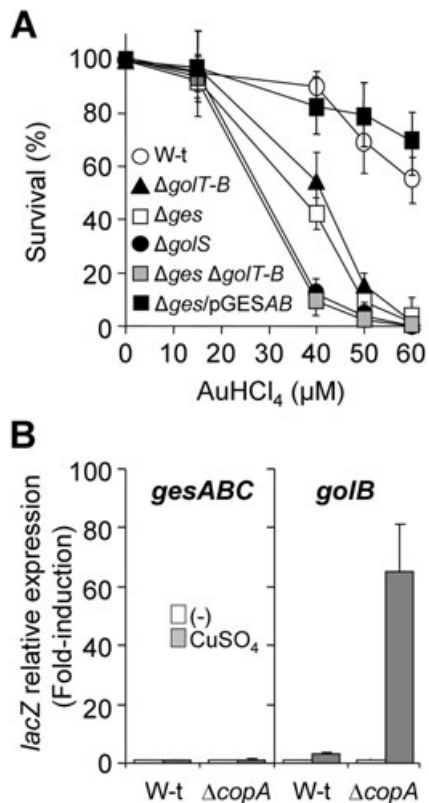 A
100
80
60
40
20
0
Survival (%)
W-t
ΔgolT-B
Δges
ΔgolS
Δges ΔgolT-B
Δges/pGESAB
0 10 20 30 40 50 60
AuHCl4 (µM)
B
100
80
60
40
20
0
lacZ relative expression
(Fold-induction)
gesABC golB
(-)
CuSO4
W-t ΔcopA W-t ΔcopA